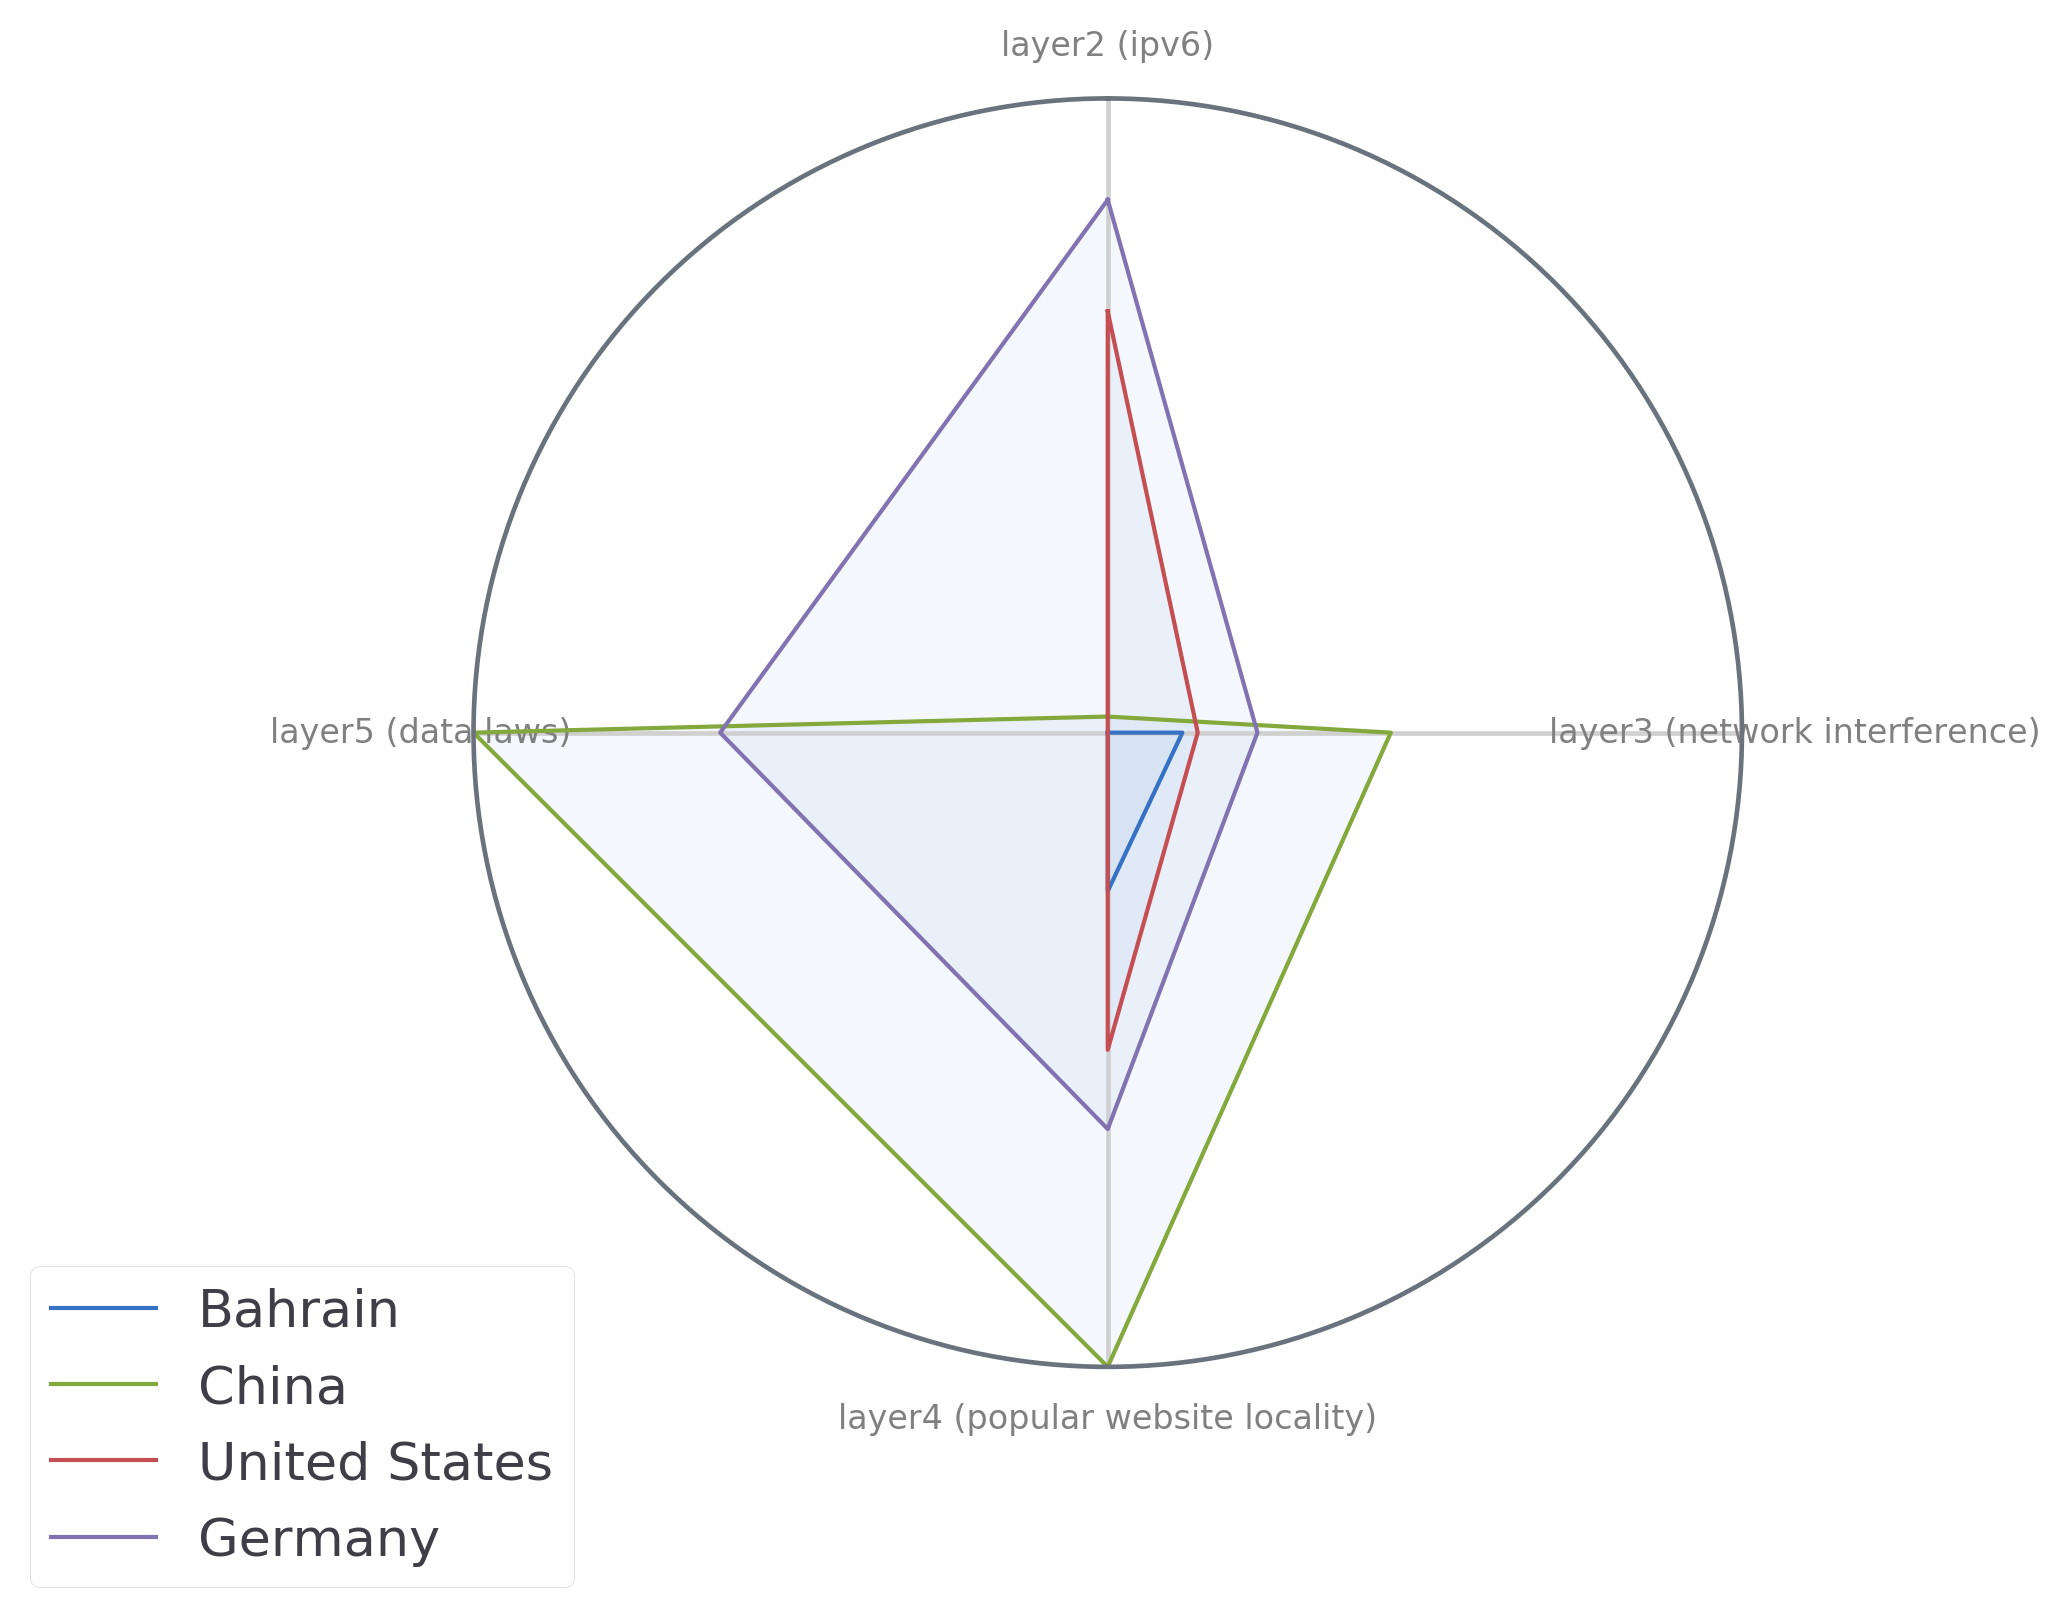 layer2 (ipv6)
layer5 (data laws)
layer3 (network interference)
layer4 (popular website locality)
Bahrain
China
United States
Germany